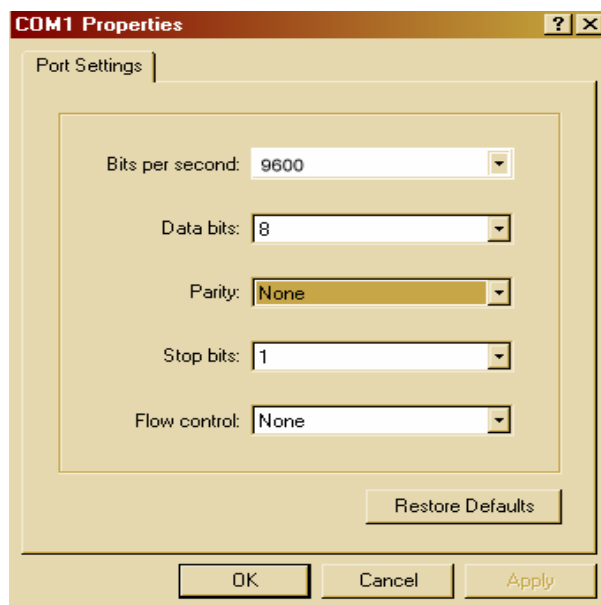 COM1 Properties
Port Settings
Bits per second: 9600
Data bits: 8
Parity: None
Stop bits: 1
Flow control: None
Restore Defaults
OK Cancel Apply